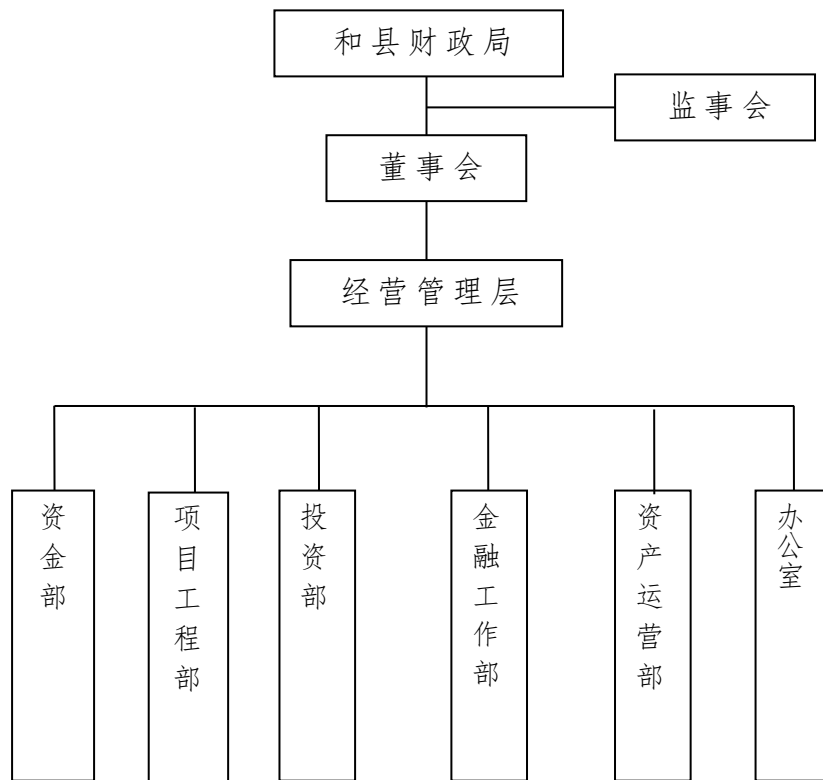 和县财政局
监事会
董事会
经营管理层
资金部
项目工程部
投资部
金融工作部
资产运营部
办公室